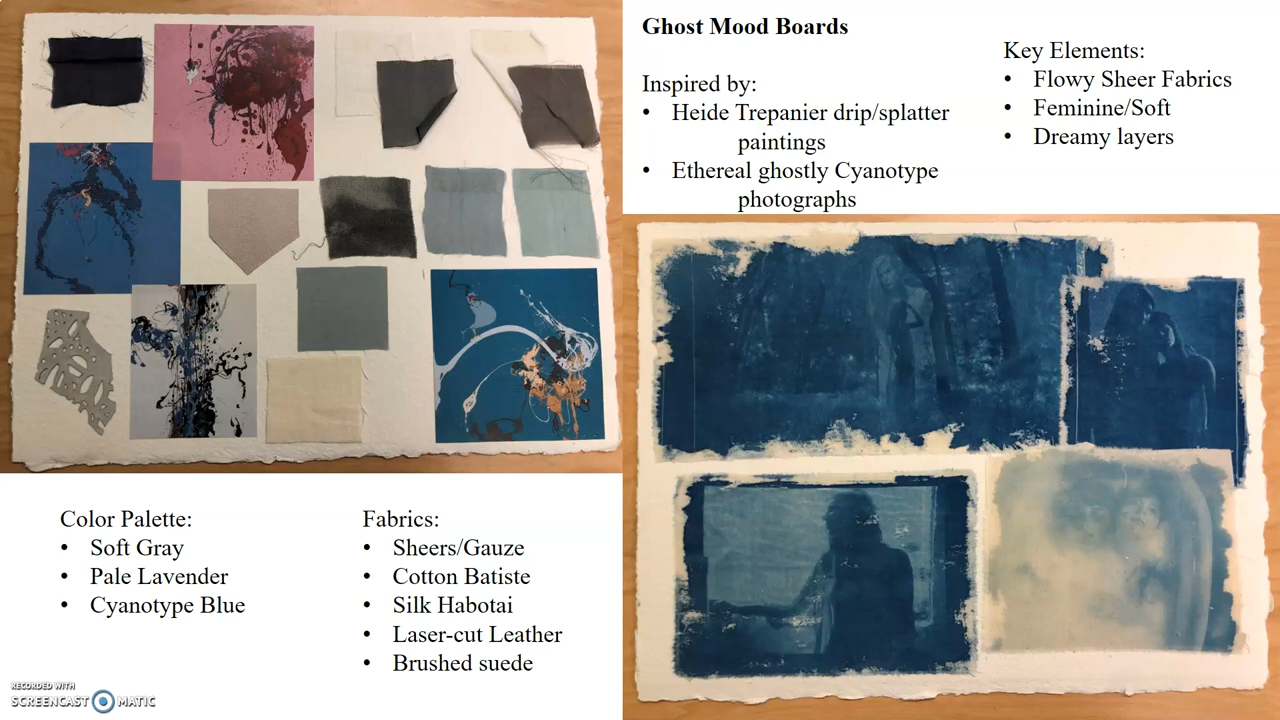 Ghost Mood Boards
Inspired by:
• Heide Trepanier drip/splatter
paintings
• Ethereal ghostly Cyanotype
photographs
Key Elements:
• Flowy Sheer Fabrics
• Feminine/Soft
• Dreamy layers
Color Palette:
• Soft Gray
• Pale Lavender
• Cyanotype Blue
Fabrics:
• Sheers/Gauze
• Cotton Batiste
• Silk Habotai
• Laser-cut Leather
• Brushed suede
RECORDED WITH
SCREENCAST MATIC